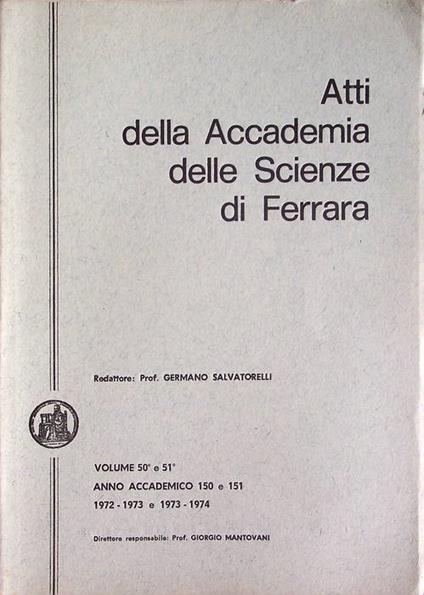 Atti
della Accademia
delle Scienze
di Ferrara
Redattore: Prof. GERMANO SALVATORELLI
VOLUME 50° e 51°
ANNO ACCADEMICO 150 e 151
1972 - 1973 e 1973 - 1974
Direttore responsabile: Prof. GIORGIO MANTOVANI